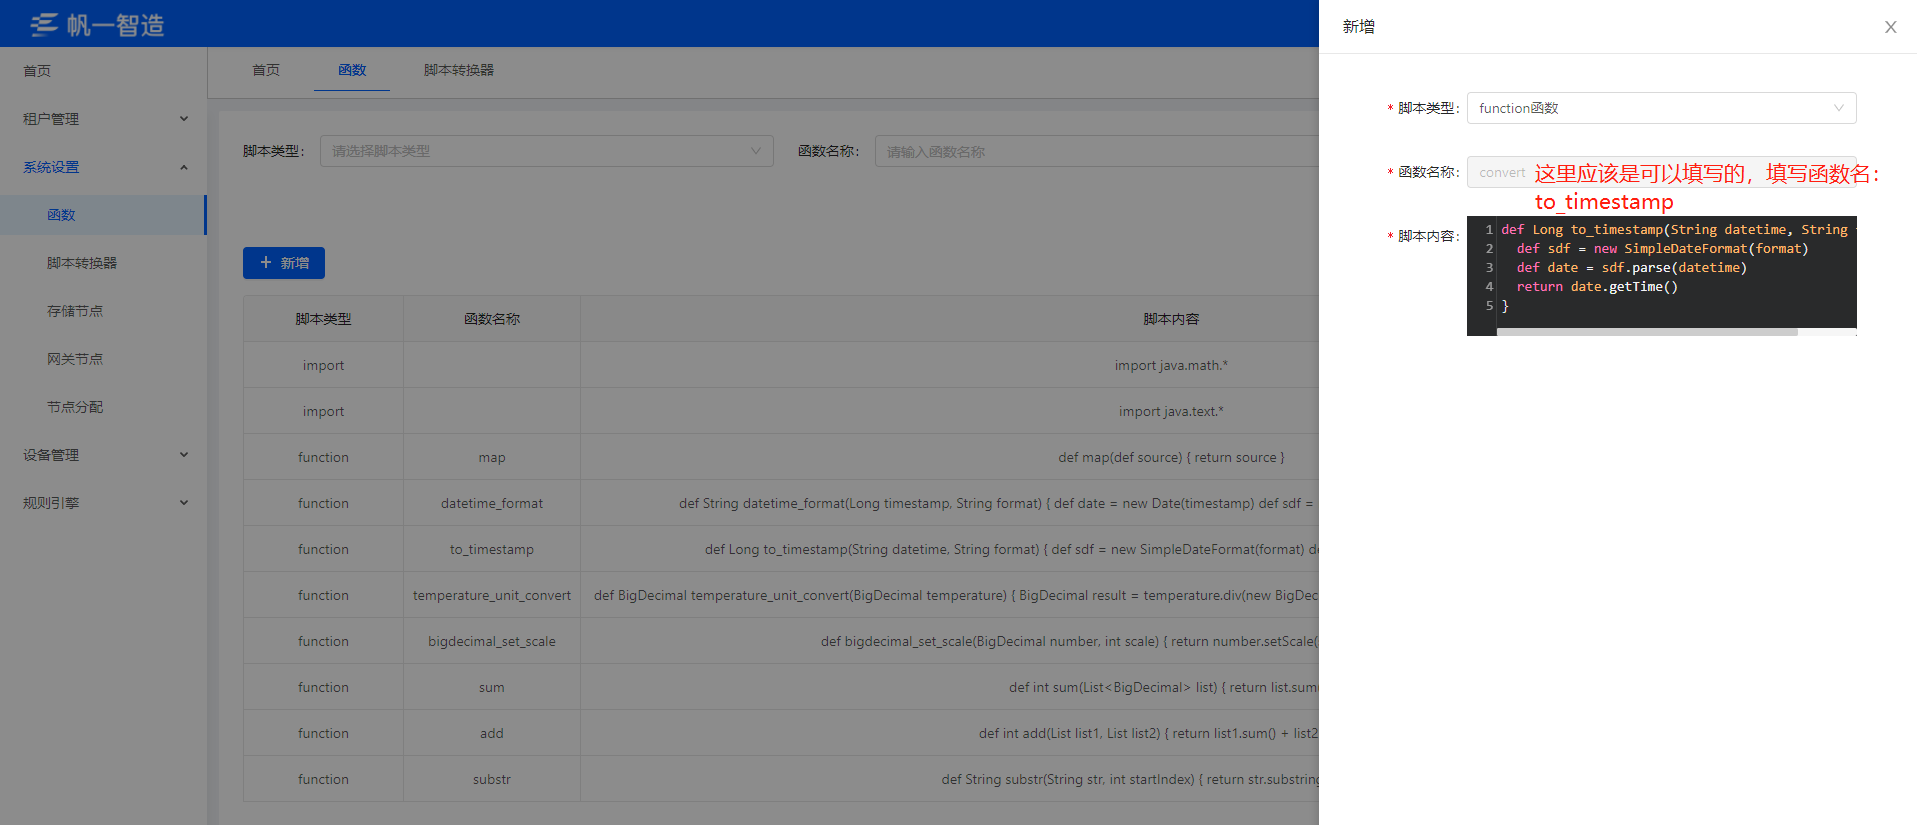 帆一智造
首页
租户管理
系统设置
函数
脚本转换器
存储节点
网关节点
节点分配
设备管理
规则引擎
首页 函数 脚本转换器
脚本类型: 请选择脚本类型 函数名称: 请输入函数名称
+ 新增
脚本类型 函数名称 脚本内容
import import java.math.*
import import java.text.*
function map def map(def source) { return source }
function datetime_format def String datetime_format(Long timestamp, String format) { def date = new Date(timestamp) def sdf =
function to_timestamp def Long to_timestamp(String datetime, String format) { def sdf = new SimpleDateFormat(format)
function temperature_unit_convert def BigDecimal temperature_unit_convert(BigDecimal temperature) { BigDecimal result = temperature.div(new BigDec
function bigdecimal_set_scale def bigdecimal_set_scale(BigDecimal number, int scale) { return number.setScale(
function sum def int sum(List<BigDecimal> list) { return list.sum(
function add def int add(List list1, List list2) { return list1.sum() + list2
function substr def String substr(String str, int startIndex) { return str.substring
新增
* 脚本类型: function函数
* 函数名称: convert
这里应该是可以填写的，填写函数名：
to_timestamp
* 脚本内容:
1 def Long to_timestamp(String datetime, String
2 def sdf = new SimpleDateFormat(format)
3 def date = sdf.parse(datetime)
4 return date.getTime()
5 }